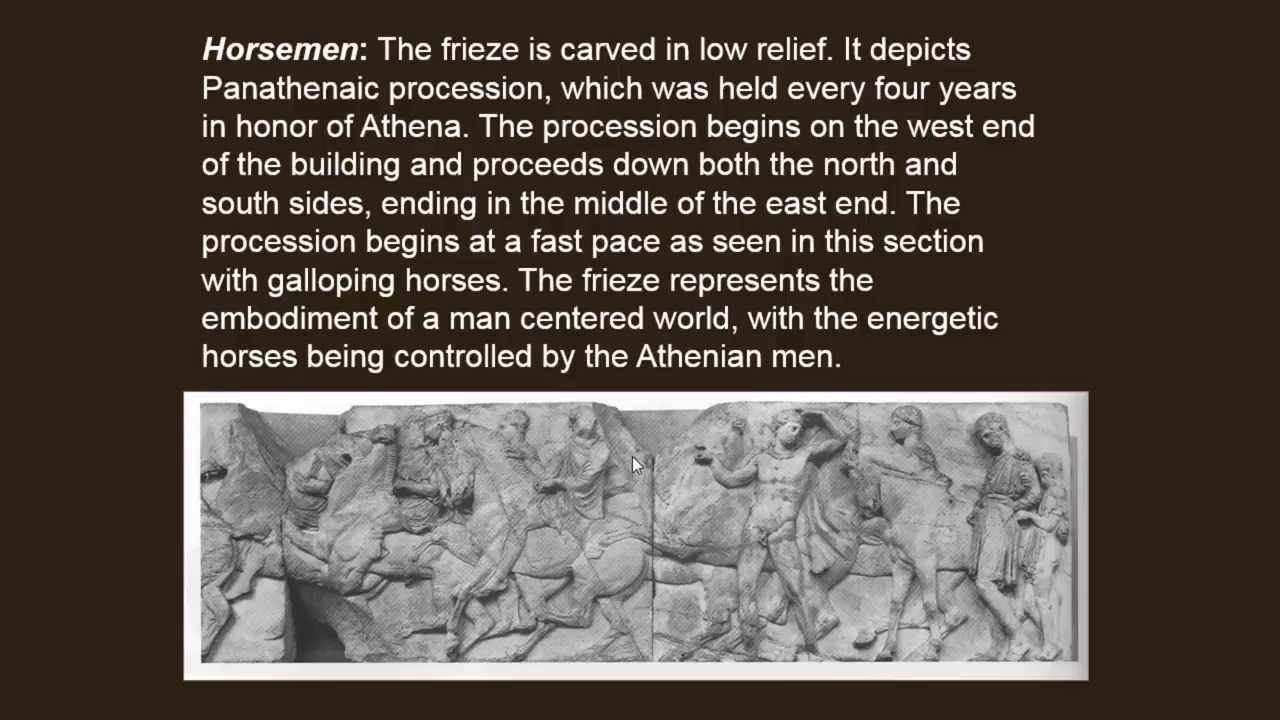 Horsemen: The frieze is carved in low relief. It depicts
Panathenaic procession, which was held every four years
in honor of Athena. The procession begins on the west end
of the building and proceeds down both the north and
south sides, ending in the middle of the east end. The
procession begins at a fast pace as seen in this section
with galloping horses. The frieze represents the
embodiment of a man centered world, with the energetic
horses being controlled by the Athenian men.